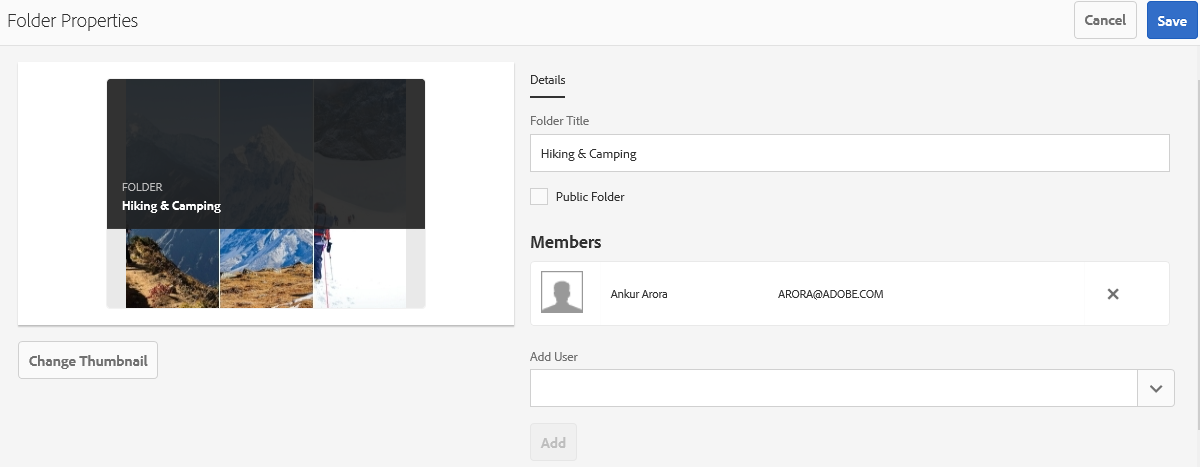 Folder Properties
Cancel
Save
FOLDER
Hiking & Camping
Change Thumbnail
Details
Folder Title
Hiking & Camping
Public Folder
Members
Ankur Arora ARORA@ADOBE.COM
Add User
Add